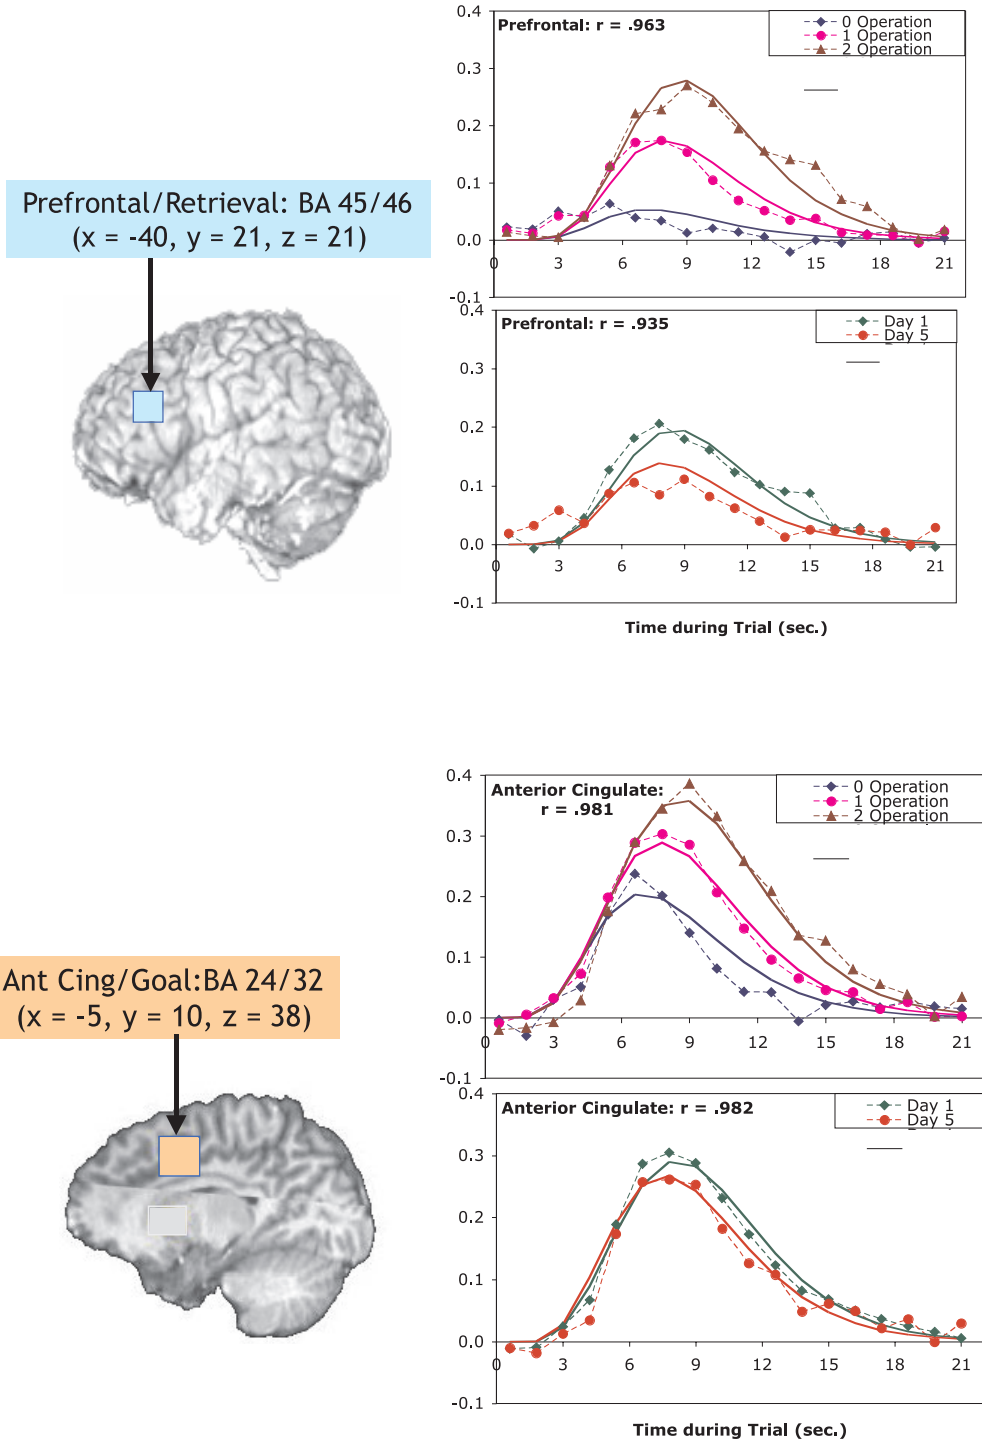 Prefrontal/Retrieval: BA 45/46
(x = -40, y = 21, z = 21)
Prefrontal: r = .963
0 Operation
1 Operation
2 Operation
0.4
0.3
0.2
0.1
0.0
-0.1
0 3 6 9 12 15 18 21
Prefrontal: r = .935
Day 1
Day 5
0.4
0.3
0.2
0.1
0.0
-0.1
0 3 6 9 12 15 18 21
Time during Trial (sec.)
Ant Cing/Goal:BA 24/32
(x = -5, y = 10, z = 38)
Anterior Cingulate:
r = .981
0 Operation
1 Operation
2 Operation
0.4
0.3
0.2
0.1
0.0
-0.1
0 3 6 9 12 15 18 21
Anterior Cingulate: r = .982
Day 1
Day 5
0.4
0.3
0.2
0.1
0.0
-0.1
0 3 6 9 12 15 18 21
Time during Trial (sec.)